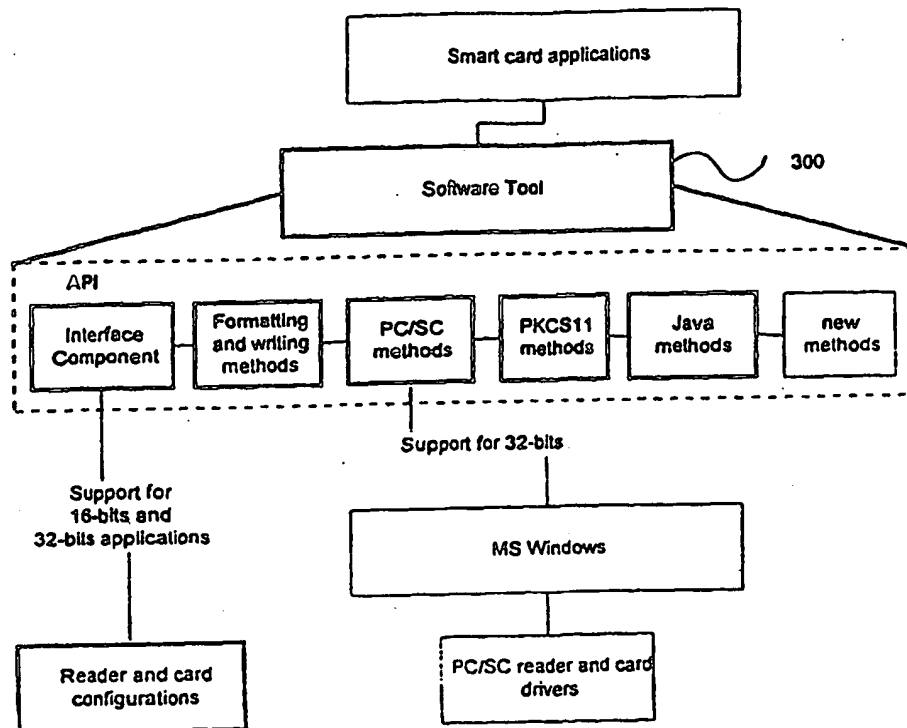 Smart card applications
Software Tool
300
API
Interface
Component
Formatting
and writing
methods
PC/SC
methods
PKCS11
methods
Java
methods
new
methods
Support for 32-bits
Support for
16-bits and
32-bits applications
MS Windows
Reader and card
configurations
PC/SC reader and card
drivers